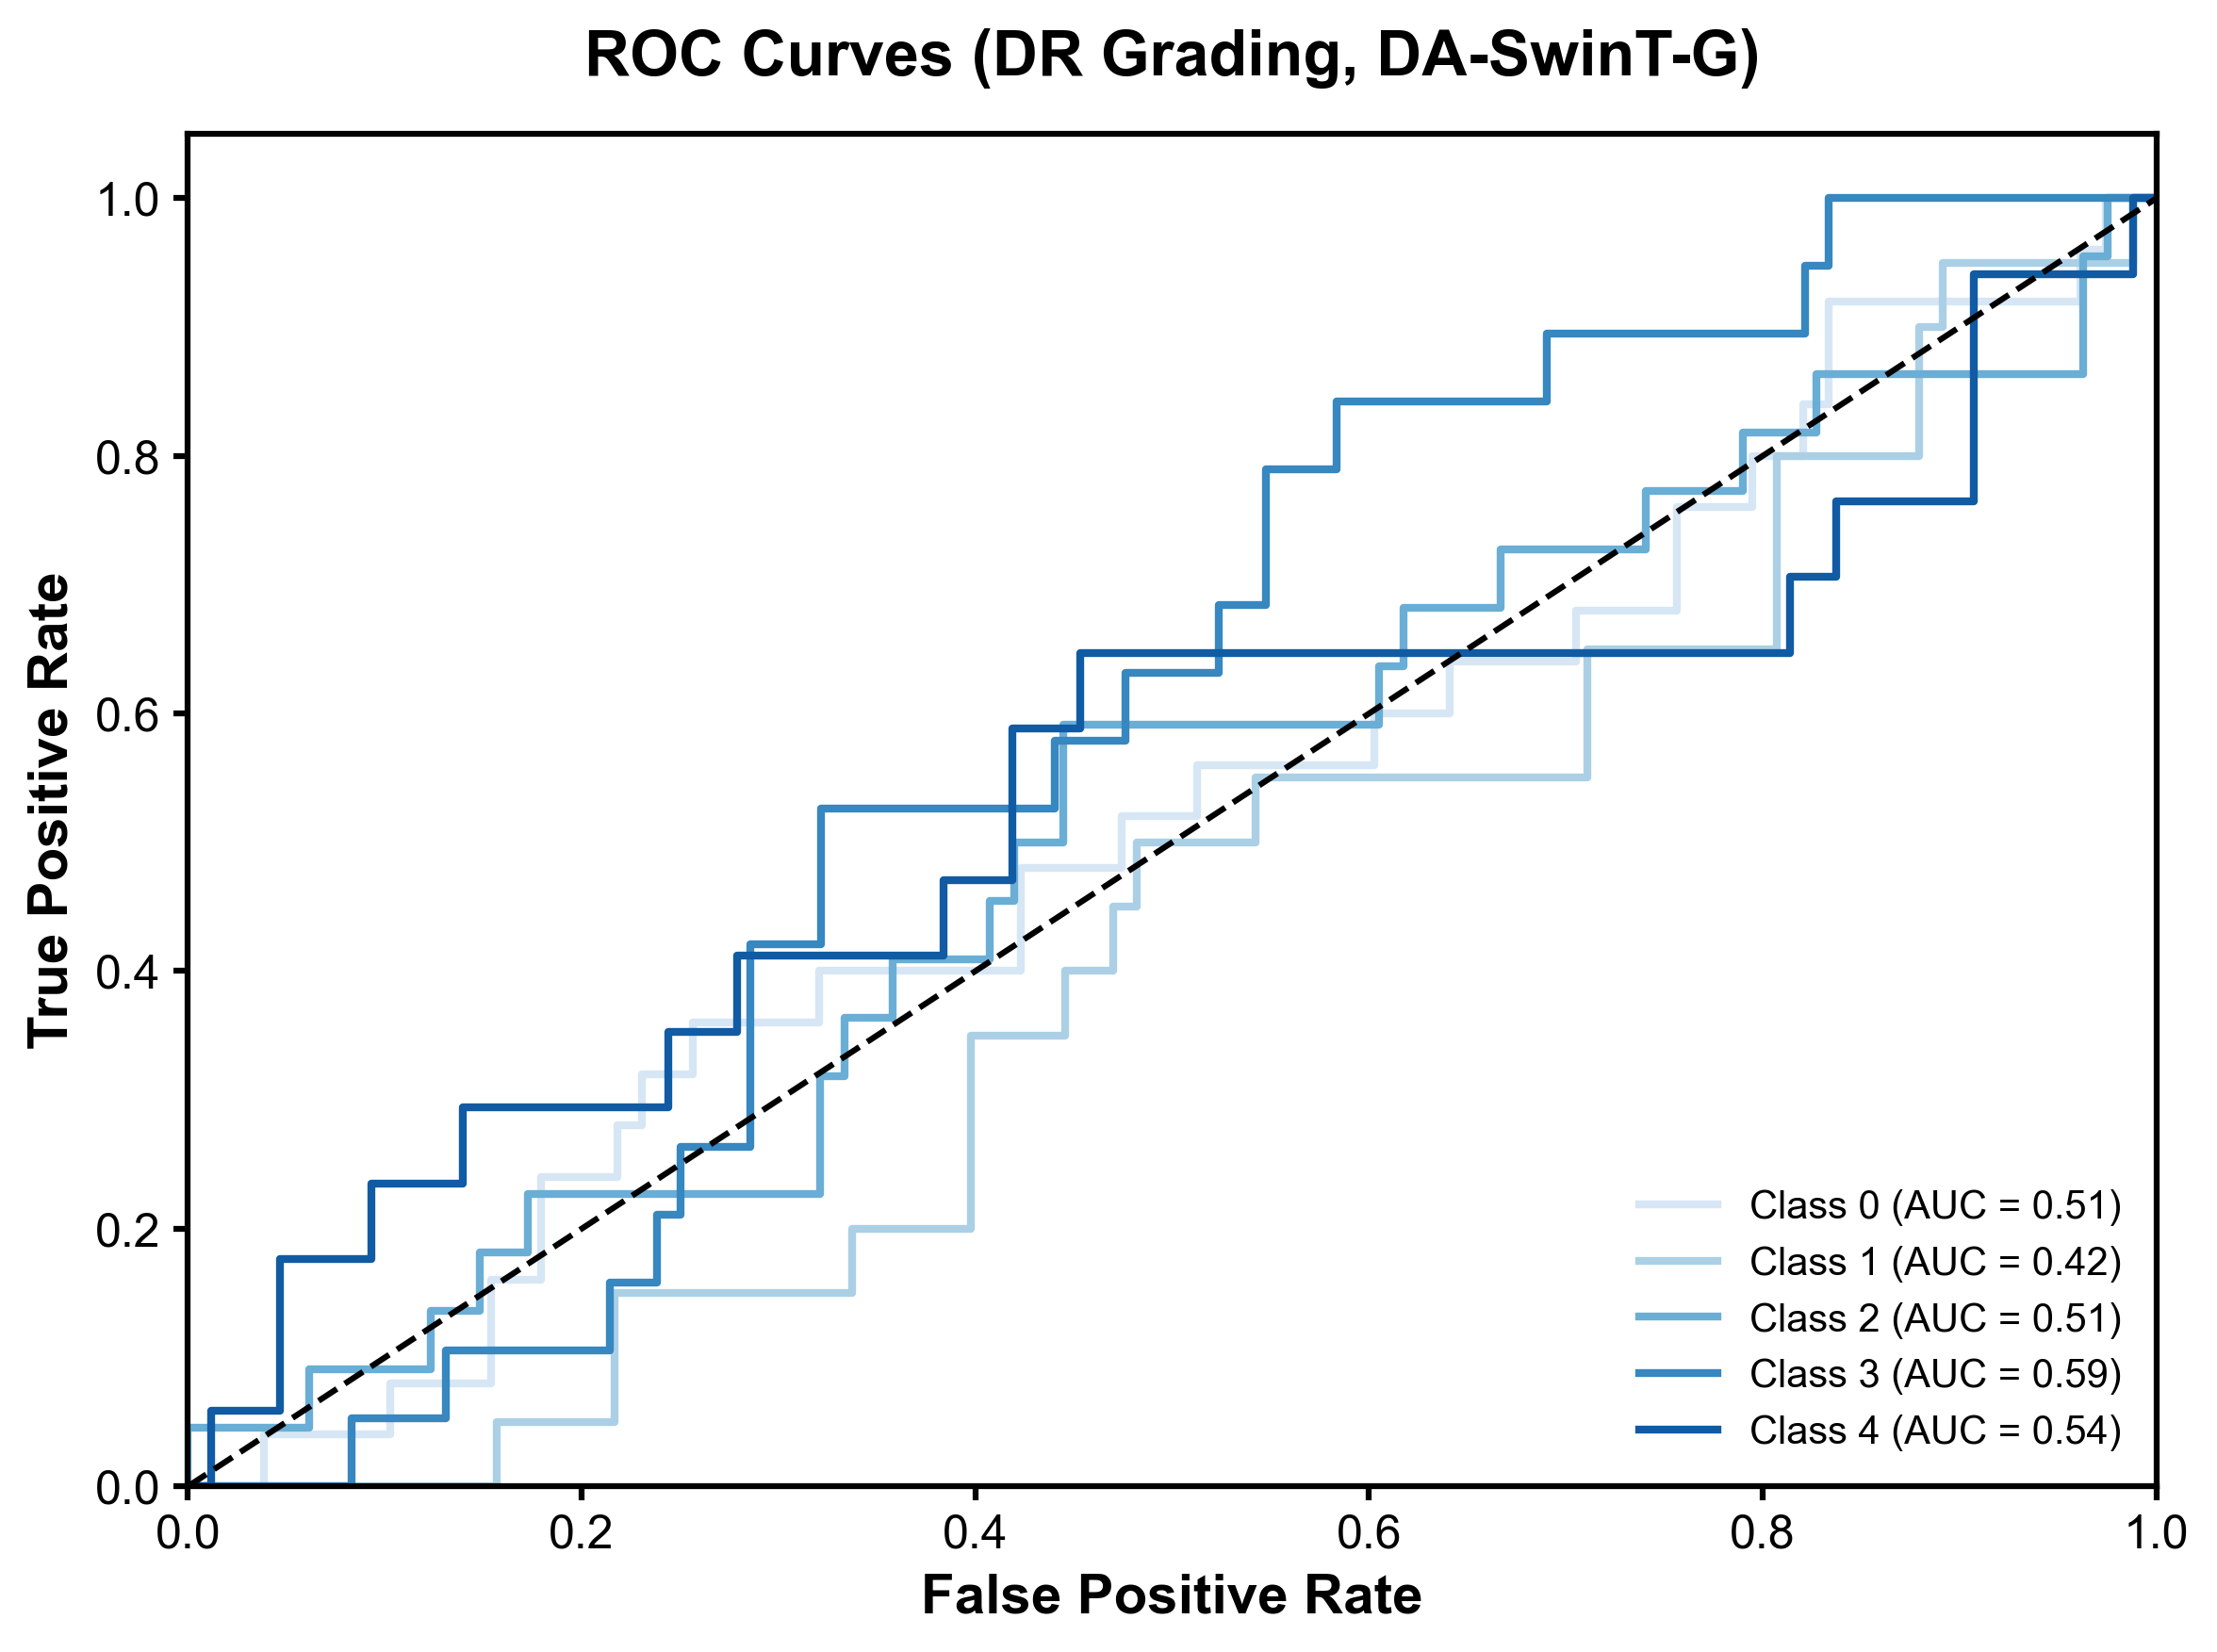 ROC Curves (DR Grading, DA-SwinT-G)
True Positive Rate
1.0
0.8
0.6
0.4
0.2
0.0
Class 0 (AUC = 0.51)
Class 1 (AUC = 0.42)
Class 2 (AUC = 0.51)
Class 3 (AUC = 0.59)
Class 4 (AUC = 0.54)
0.0 0.2 0.4 0.6 0.8 1.0
False Positive Rate